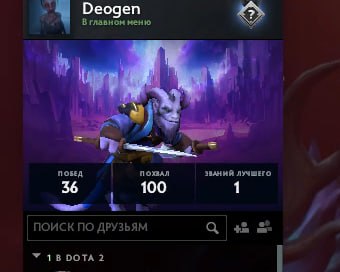 Deogen
В главном меню
?
ПОБЕД ПОХВАЛ ЗВАНИЙ ЛУЧШЕГО
36 100 1
ПОИСК ПО ДРУЗЬЯМ
1 В DOTA 2